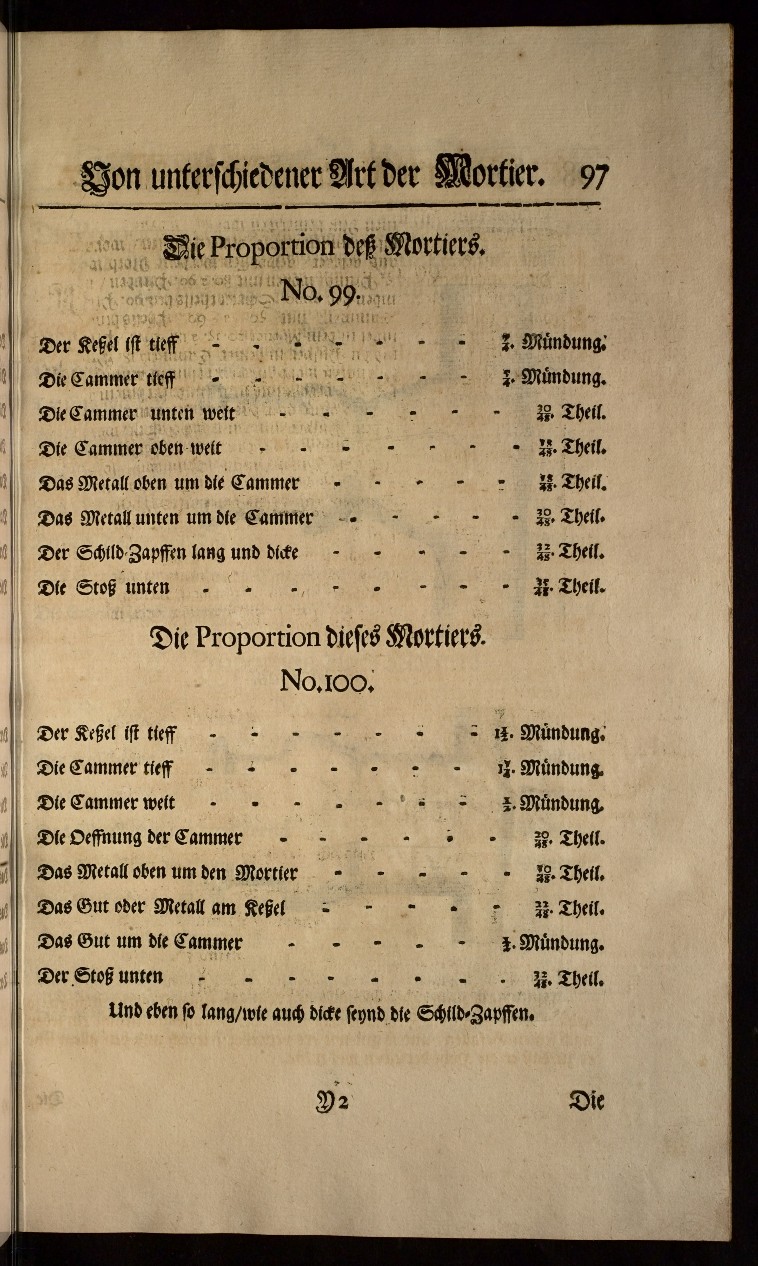 Von unterschiedener Art der Mortier. 97
Die Proportion deß Mortiers.
No. 99.
Der Keßel ist tieff - - - - - - - Mündung.
Die Cammer tieff - - - - - - - Mündung.
Die Cammer unten weit - - - - - - 20/48. Theil.
Die Cammer oben weit - - - - - - - Theil.
Das Metall oben um die Cammer - - - - - Theil.
Das Metall unten um die Cammer - - - - - Theil.
Der Schild-Zapffen lang und dicke - - - - - Theil.
Die Stoß unten - - - - - - - - Theil.
Die Proportion dieses Mortiers.
No. 100.
Der Keßel ist tieff - - - - - - - Mündung.
Die Cammer tieff - - - - - - - Mündung.
Die Cammer weit - - - - - - - Mündung.
Die Oeffnung der Cammer - - - - - - 20/48. Theil.
Das Metall oben um den Mortier - - - - - Theil.
Das Gut oder Metall am Keßel - - - - - Theil.
Das Gut um die Cammer - - - - - Mündung.
Der Stoß unten - - - - - - - - Theil.
Und eben so lang/wie auch dicke seynd die Schild-Zapffen.
Y 2 Die